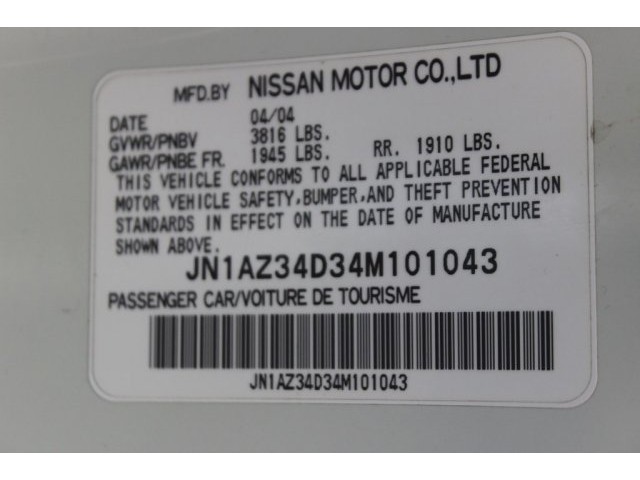 MFD.BY NISSAN MOTOR CO.,LTD
DATE 04/04
GVWR/PNBV 3816 LBS.
GAWR/PNBE FR. 1945 LBS. RR. 1910 LBS.
THIS VEHICLE CONFORMS TO ALL APPLICABLE FEDERAL
MOTOR VEHICLE SAFETY,BUMPER,AND THEFT PREVENTION
STANDARDS IN EFFECT ON THE DATE OF MANUFACTURE
SHOWN ABOVE.
JN1AZ34D34M101043
PASSENGER CAR/VOITURE DE TOURISME
JN1AZ34D34M101043